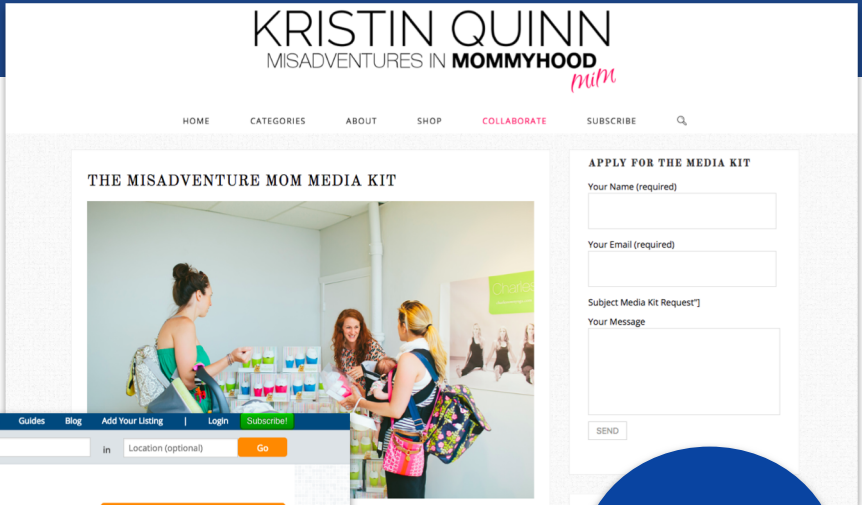 KRISTIN QUINN
MISADVENTURES IN MOMMYHOOD
mim
HOME CATEGORIES ABOUT SHOP COLLABORATE SUBSCRIBE
THE MISADVENTURE MOM MEDIA KIT
Charlie
APPLY FOR THE MEDIA KIT
Your Name (required)
Your Email (required)
Subject Media Kit Request"]
Your Message
SEND
Guides Blog Add Your Listing | Login Subscribe!
in Location (optional) Go